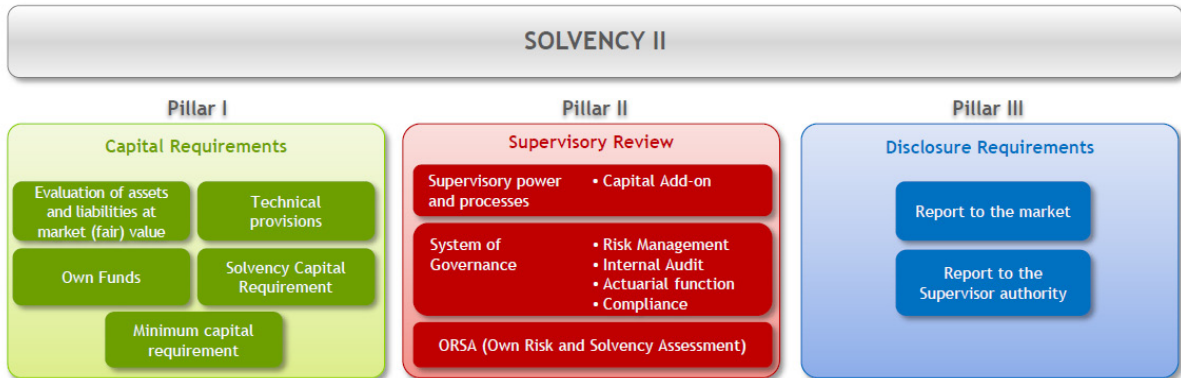 SOLVENCY II
Pillar I
Capital Requirements
Evaluation of assets
and liabilities at
market (fair) value
Technical
provisions
Own Funds
Solvency Capital
Requirement
Minimum capital
requirement
Pillar II
Supervisory Review
Supervisory power
and processes
• Capital Add-on
System of
Governance
• Risk Management
• Internal Audit
• Actuarial function
• Compliance
ORSA (Own Risk and Solvency Assessment)
Pillar III
Disclosure Requirements
Report to the market
Report to the
Supervisor authority